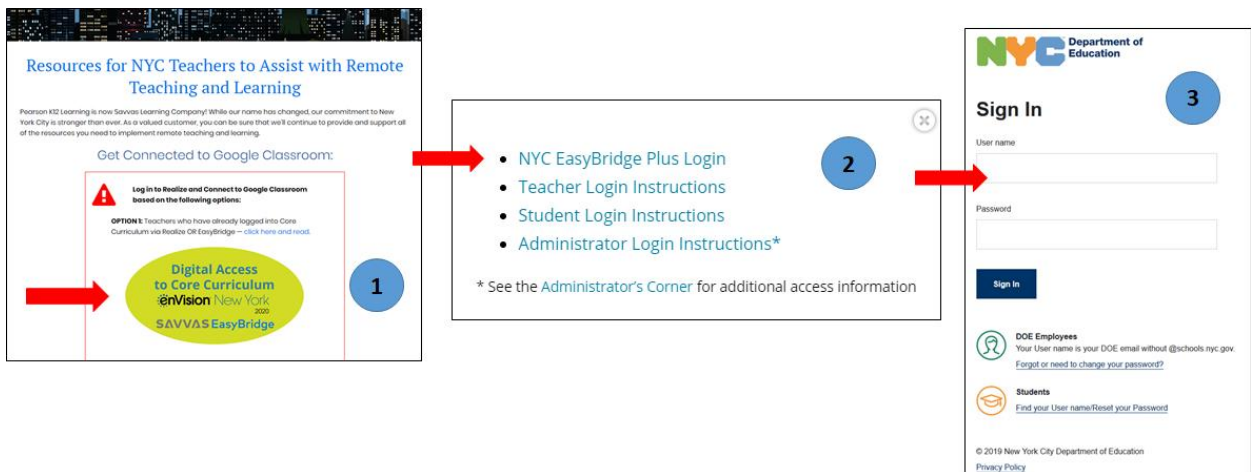 Resources for NYC Teachers to Assist with Remote
Teaching and Learning
Pearson K12 Learning is now Savvas Learning Company! While our name has changed, our commitment to New
York City is stronger than ever. As a valued customer, you can be sure that we'll continue to provide and support all
of the resources you need to implement remote teaching and learning.
Get Connected to Google Classroom:
Log in to Realize and Connect to Google Classroom
based on the following options:
OPTION 1: Teachers who have already logged into Core
Curriculum via Realize OR EasyBridge — click here and read.
Digital Access
to Core Curriculum
enVision New York
2020
SAVVAS EasyBridge
1
• NYC EasyBridge Plus Login
• Teacher Login Instructions
• Student Login Instructions
• Administrator Login Instructions*
* See the Administrator's Corner for additional access information
2
NYC Department of
Education
3
Sign In
User name
Password
Sign In
DOE Employees
Your User name is your DOE email without @schools.nyc.gov.
Forgot or need to change your password?
Students
Find your User name/Reset your Password
© 2019 New York City Department of Education
Privacy Policy